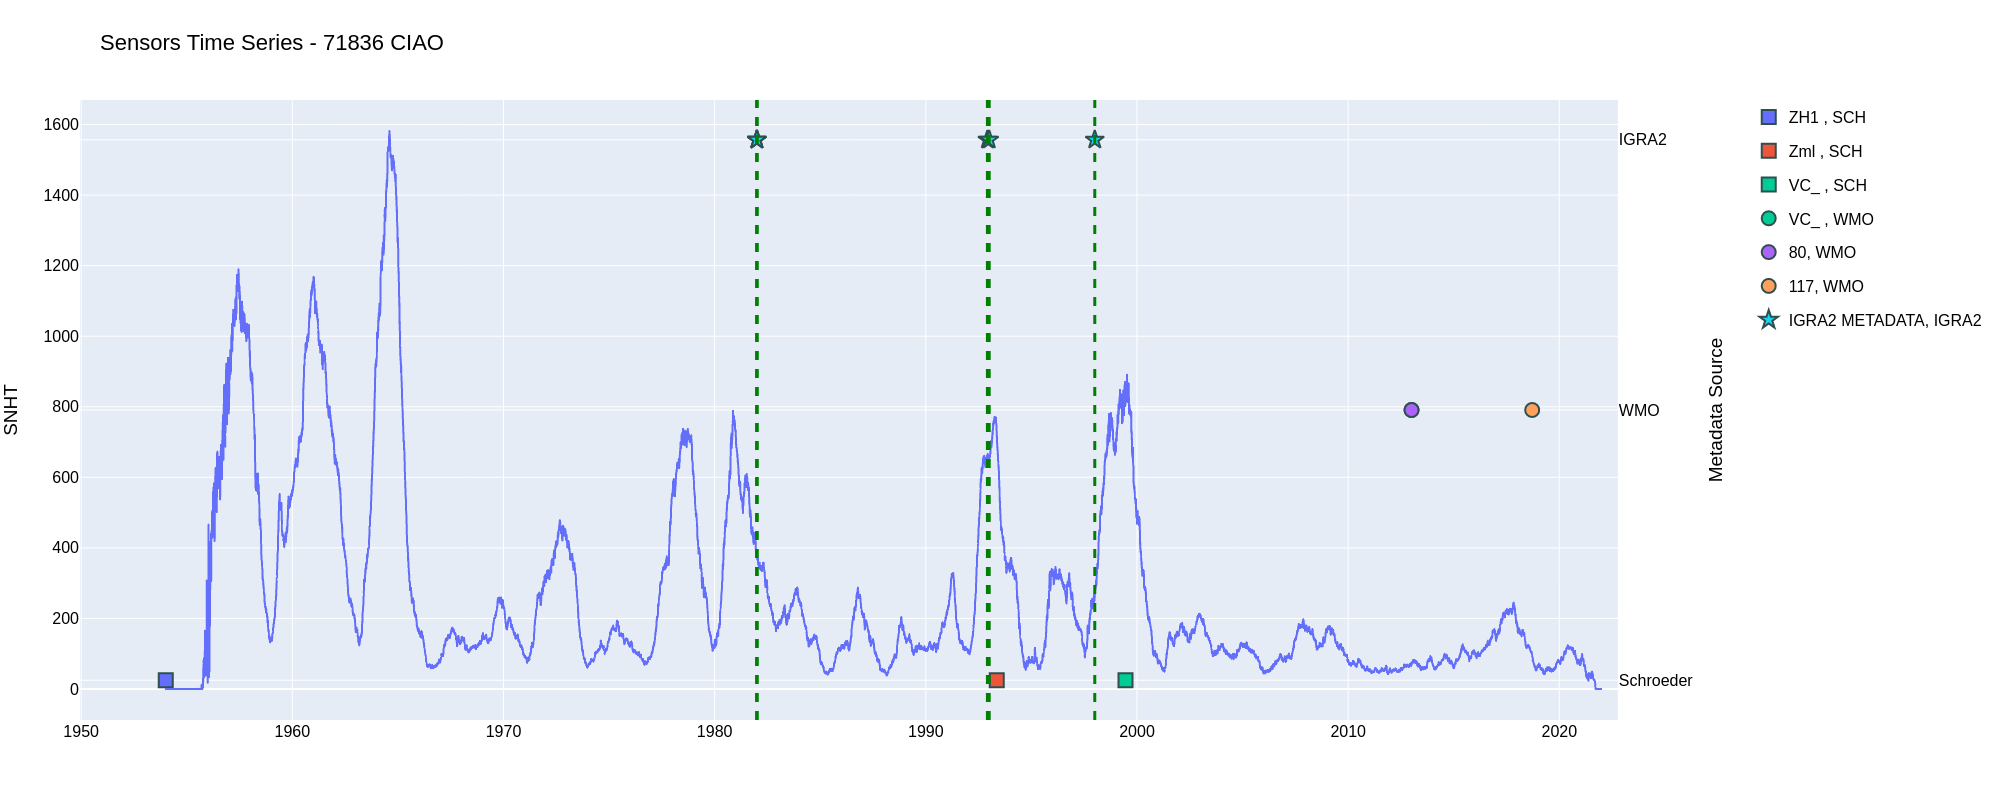 Sensors Time Series - 71836 CIAO
SNHT
1600
1400
1200
1000
800
600
400
200
0
1950
1960
1970
1980
1990
2000
2010
2020
IGRA2
WMO
Schroeder
Metadata Source
ZH1 , SCH
Zml , SCH
VC_ , SCH
VC_ , WMO
80, WMO
117, WMO
IGRA2 METADATA, IGRA2